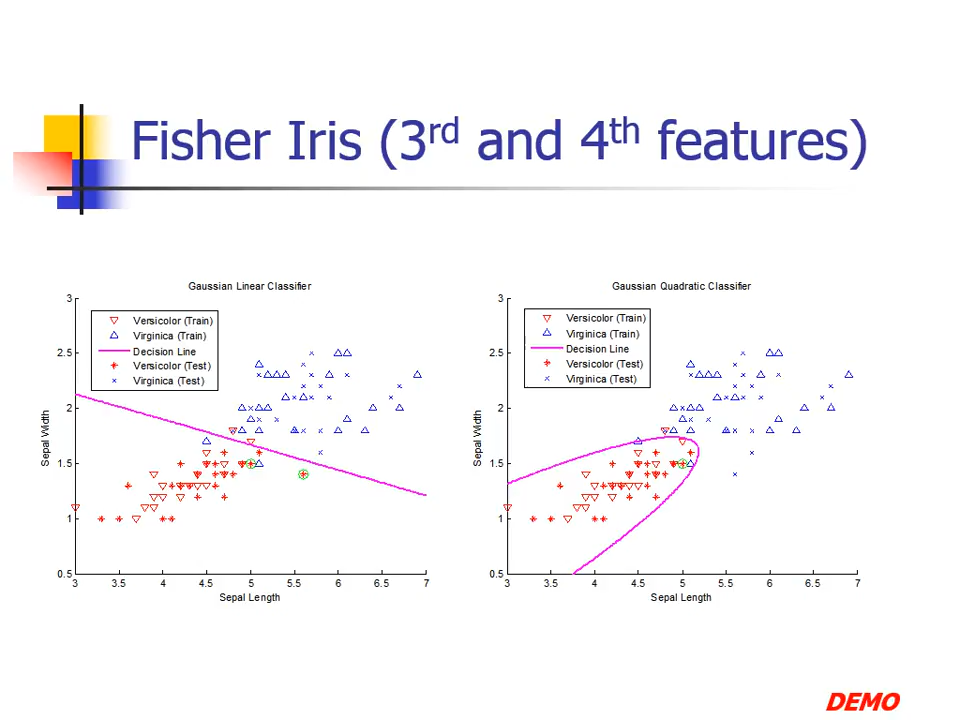 Fisher Iris (3rd and 4th features)
Gaussian Linear Classifier
3
2.5
2
1.5
1
0.5
Sepal Width
Versicolor (Train)
Virginica (Train)
Decision Line
Versicolor (Test)
Virginica (Test)
3 3.5 4 4.5 5 5.5 6 6.5 7
Sepal Length
Gaussian Quadratic Classifier
3
2.5
2
1.5
1
0.5
Sepal Width
Versicolor (Train)
Virginica (Train)
Decision Line
Versicolor (Test)
Virginica (Test)
3 3.5 4 4.5 5 5.5 6 6.5 7
Sepal Length
DEMO